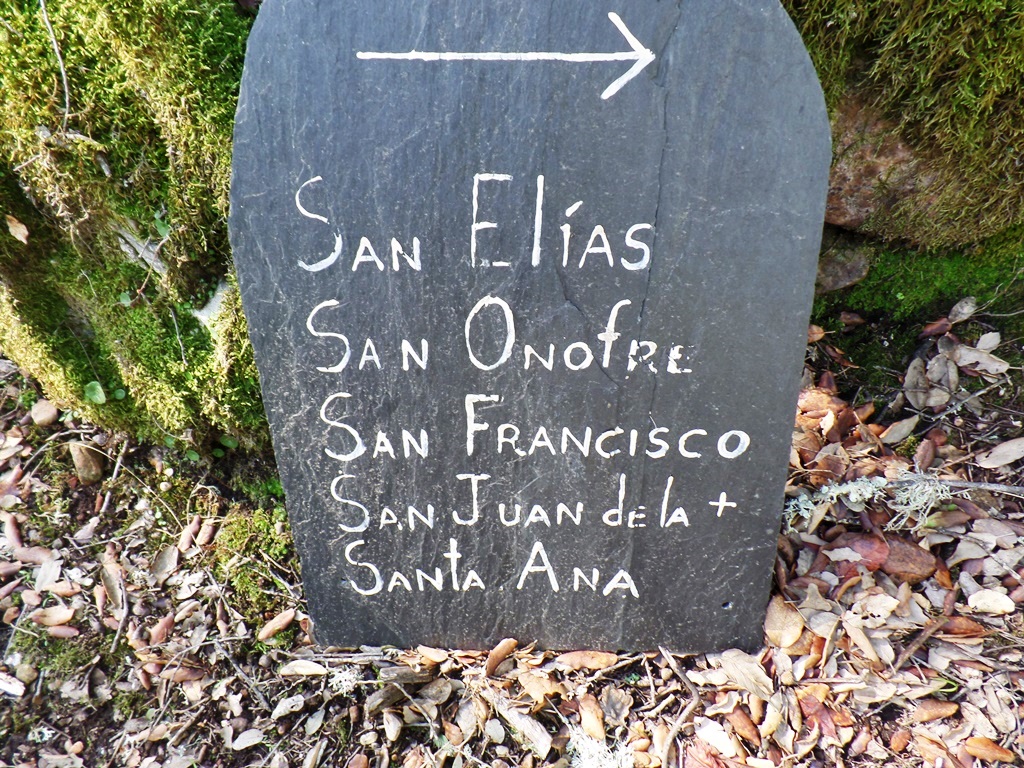 San Elías
San Onofre
San Francisco
San Juan de la +
Santa Ana